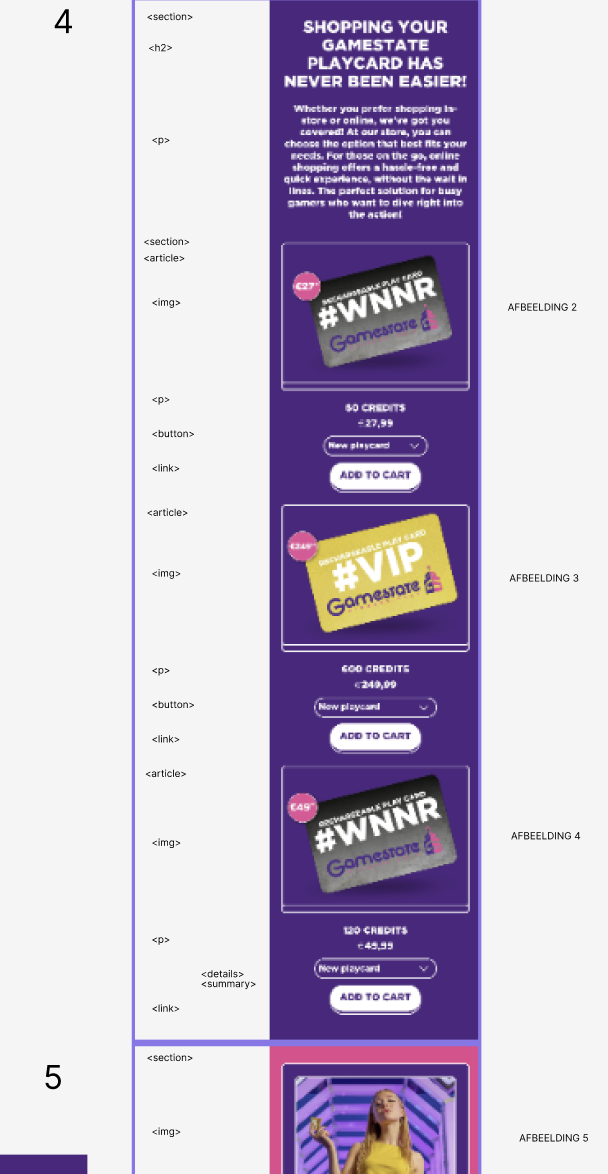 4
<section>
<h2>
SHOPPING YOUR
GAMESTATE
PLAYCARD HAS
NEVER BEEN EASIER!
<p>
Whether you prefer shopping in-
store or online, we've got you
covered! At our store, you can
choose the option that best fits your
needs. For those on the go, online
shopping offers a hassle-free and
quick experience, without the wait in
lines. The perfect solution for busy
gamers who want to dive right into
the action!
<section>
<article>
<img>
€27
RECHARGEABLE PLAY CARD
#WNNR
Gamestate
AFBEELDING 2
<p>
60 CREDITS
€27,99
<button>
New playcard
<link>
ADD TO CART
<article>
<img>
€249
RECHARGEABLE PLAY CARD
#VIP
Gamestate
AFBEELDING 3
<p>
600 CREDITS
€249,99
<button>
New playcard
<link>
ADD TO CART
<article>
<img>
€49
RECHARGEABLE PLAY CARD
#WNNR
Gamestate
AFBEELDING 4
<p>
120 CREDITS
€49,99
<details>
<summary>
New playcard
<link>
ADD TO CART
5
<section>
<img>
AFBEELDING 5